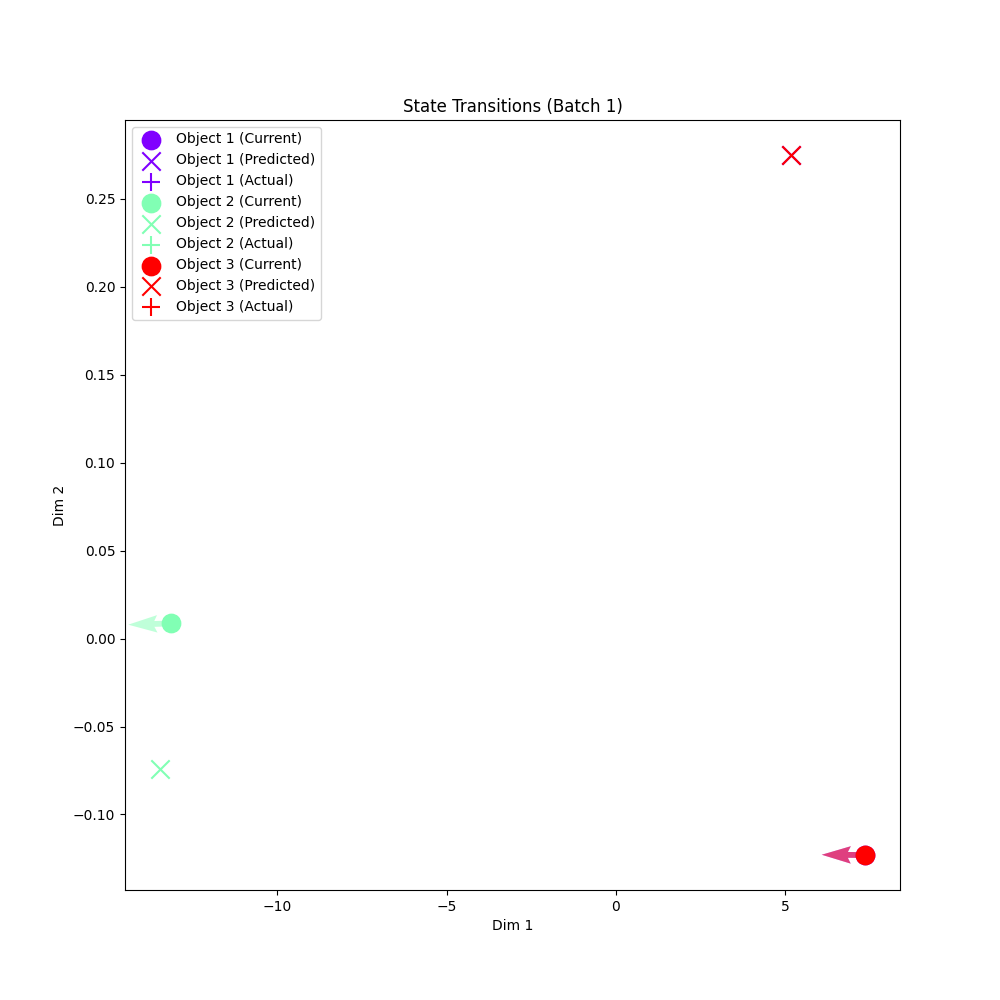 State Transitions (Batch 1)
Object 1 (Current)
Object 1 (Predicted)
Object 1 (Actual)
Object 2 (Current)
Object 2 (Predicted)
Object 2 (Actual)
Object 3 (Current)
Object 3 (Predicted)
Object 3 (Actual)
0.25
0.20
0.15
0.10
0.05
0.00
−0.05
−0.10
Dim 2
−10 −5 0 5
Dim 1